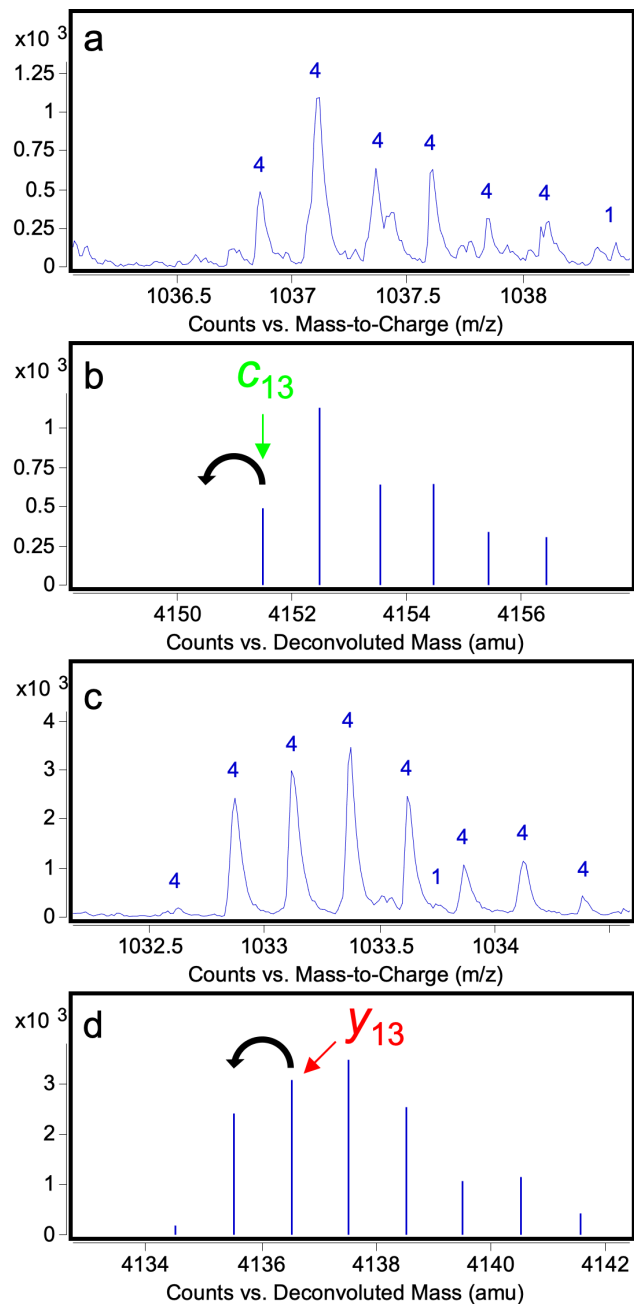 a
x10 3
1.25
1
0.75
0.5
0.25
0
4 4 4 4 4 4 1
1036.5 1037 1037.5 1038
Counts vs. Mass-to-Charge (m/z)
b
x10 3
1
0.75
0.5
0.25
0
c13
4150 4152 4154 4156
Counts vs. Deconvoluted Mass (amu)
c
x10 3
4
3
2
1
0
4 4 4 4 4 1 4 4 4
1032.5 1033 1033.5 1034
Counts vs. Mass-to-Charge (m/z)
d
x10 3
3
2
1
0
y13
4134 4136 4138 4140 4142
Counts vs. Deconvoluted Mass (amu)